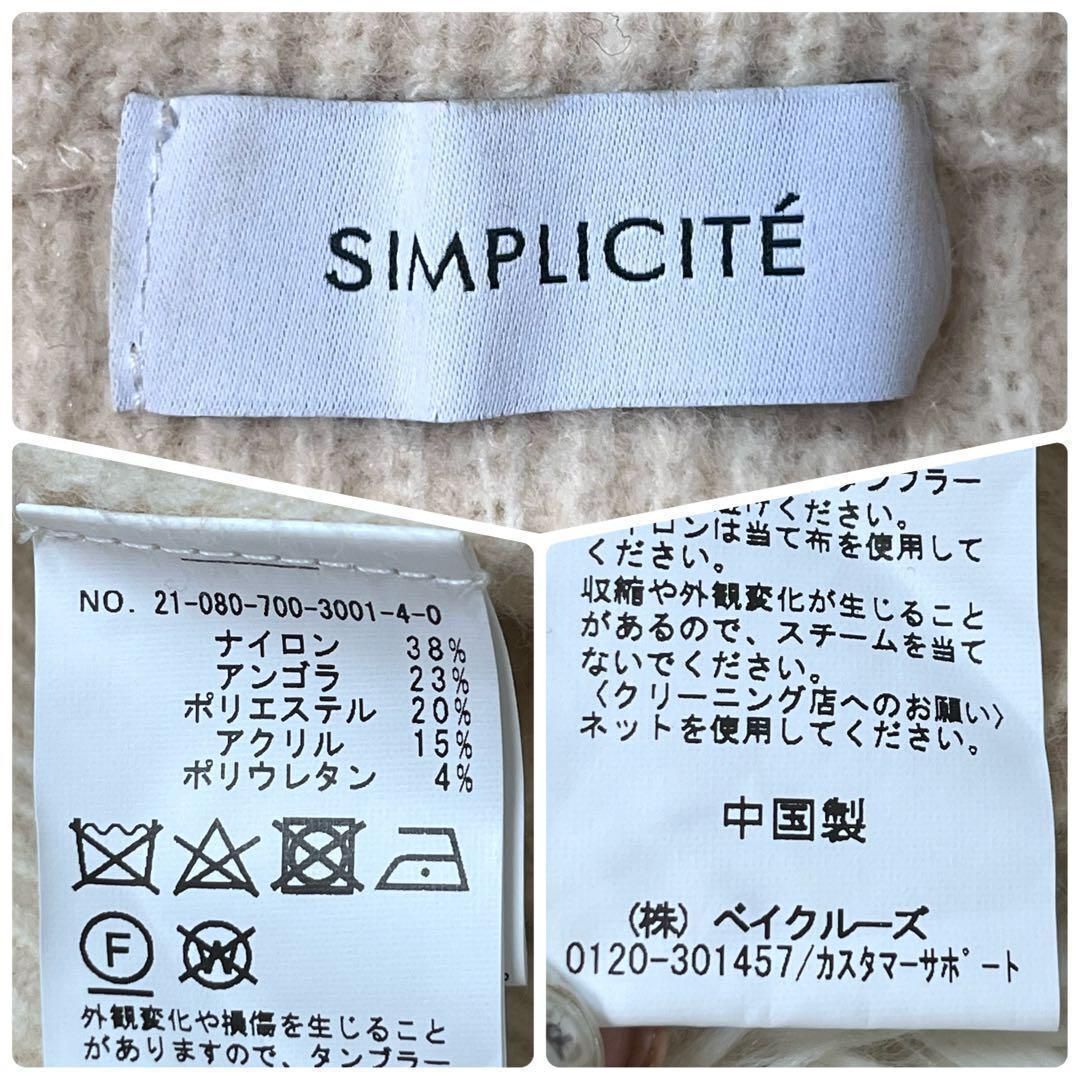 SIMPLICITÉ
NO. 21-080-700-3001-4-0
ナイロン 38%
アンゴラ 23%
ポリエステル 20%
アクリル 15%
ポリウレタン 4%
F
W
外観変化や損傷を生じること
がありますので、タンブラー
ンブラー
ください。
ロンは当て布を使用して
ください。
収縮や外観変化が生じること
があるので、スチームを当て
ないでください。
〈クリーニング店へのお願い〉
ネットを使用してください。
中国製
(株) ベイクルーズ
0120-301457/カスタマーサポート